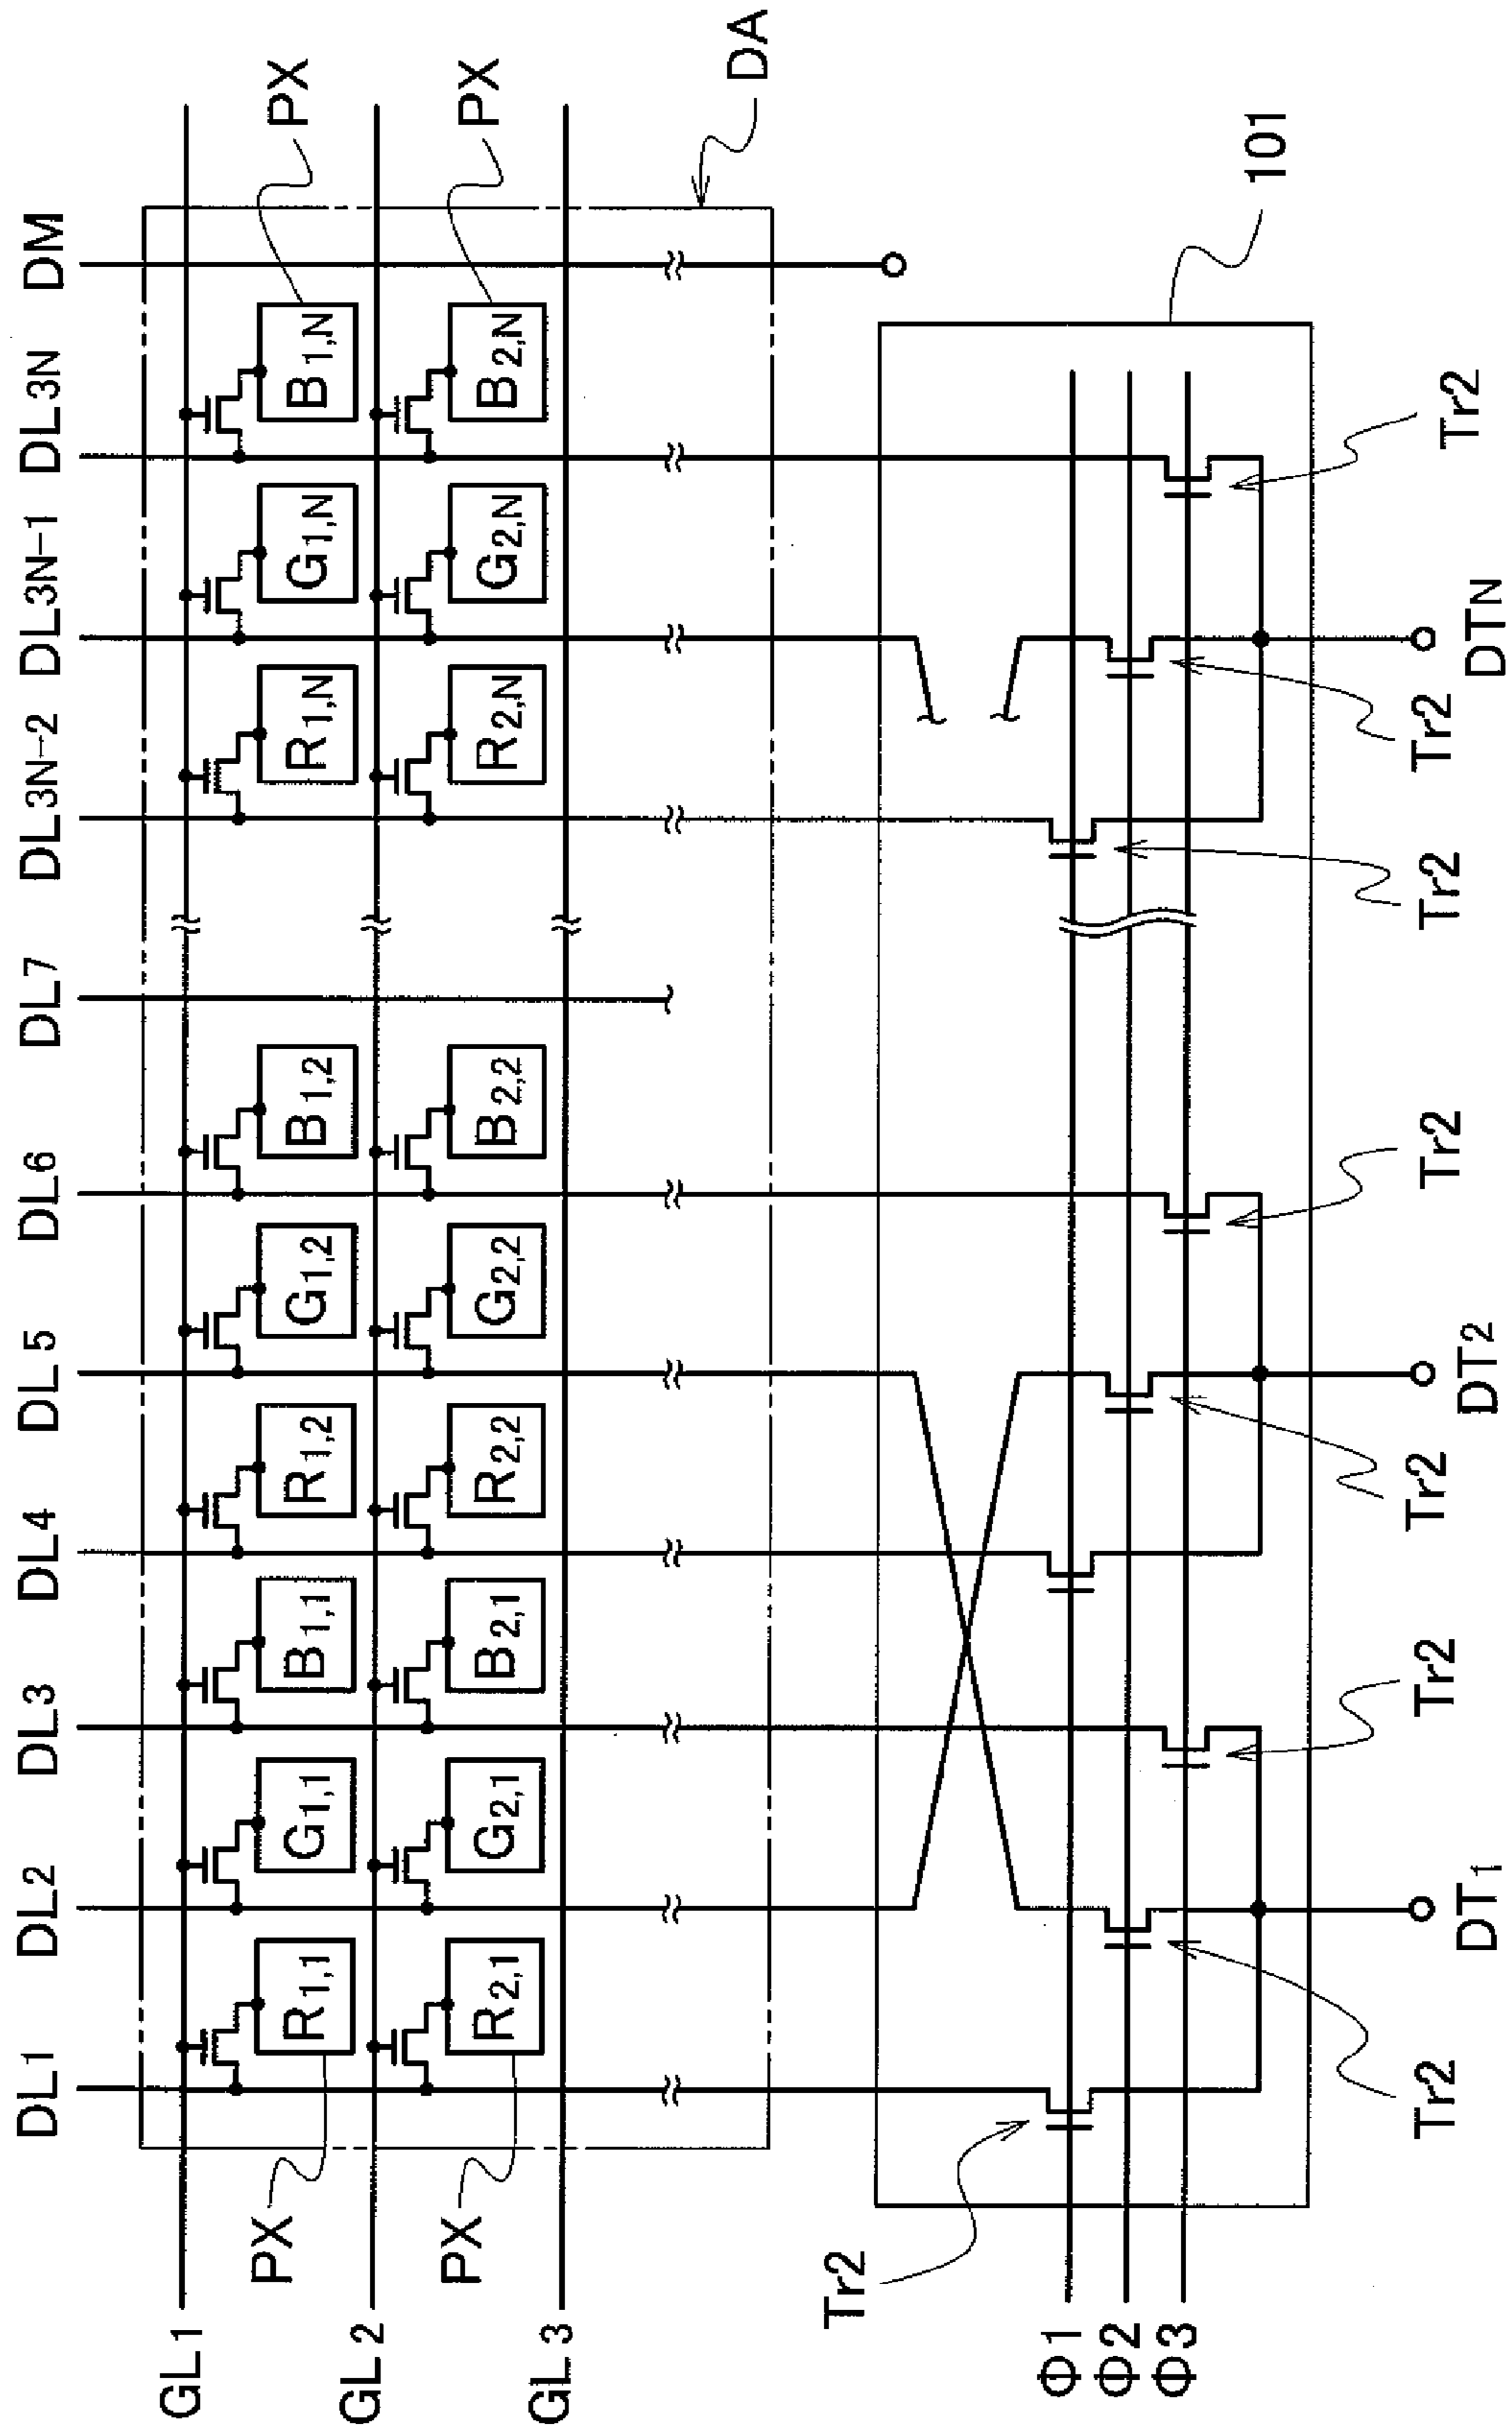 DL1 DL2 DL3 DL4 DL5 DL6 DL7 DL3N-2 DL3N-1 DL3N DM
GL1
R1,1 G1,1 B1,1 R1,2 G1,2 B1,2 R1,N G1,N B1,N
PX PX
GL2
R2,1 G2,1 B2,1 R2,2 G2,2 B2,2 R2,N G2,N B2,N
PX PX
GL3
DA
Tr2
101
Φ1
Φ2
Φ3
Tr2 Tr2 Tr2 Tr2 Tr2 Tr2 Tr2
DT1 DT2 DTN